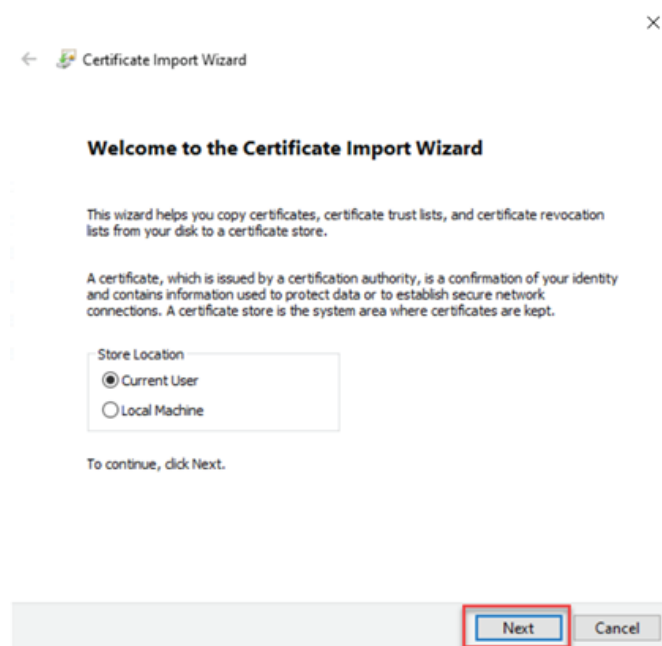 Certificate Import Wizard
Welcome to the Certificate Import Wizard
This wizard helps you copy certificates, certificate trust lists, and certificate revocation
lists from your disk to a certificate store.
A certificate, which is issued by a certification authority, is a confirmation of your identity
and contains information used to protect data or to establish secure network
connections. A certificate store is the system area where certificates are kept.
Store Location
Current User
Local Machine
To continue, click Next.
Next Cancel